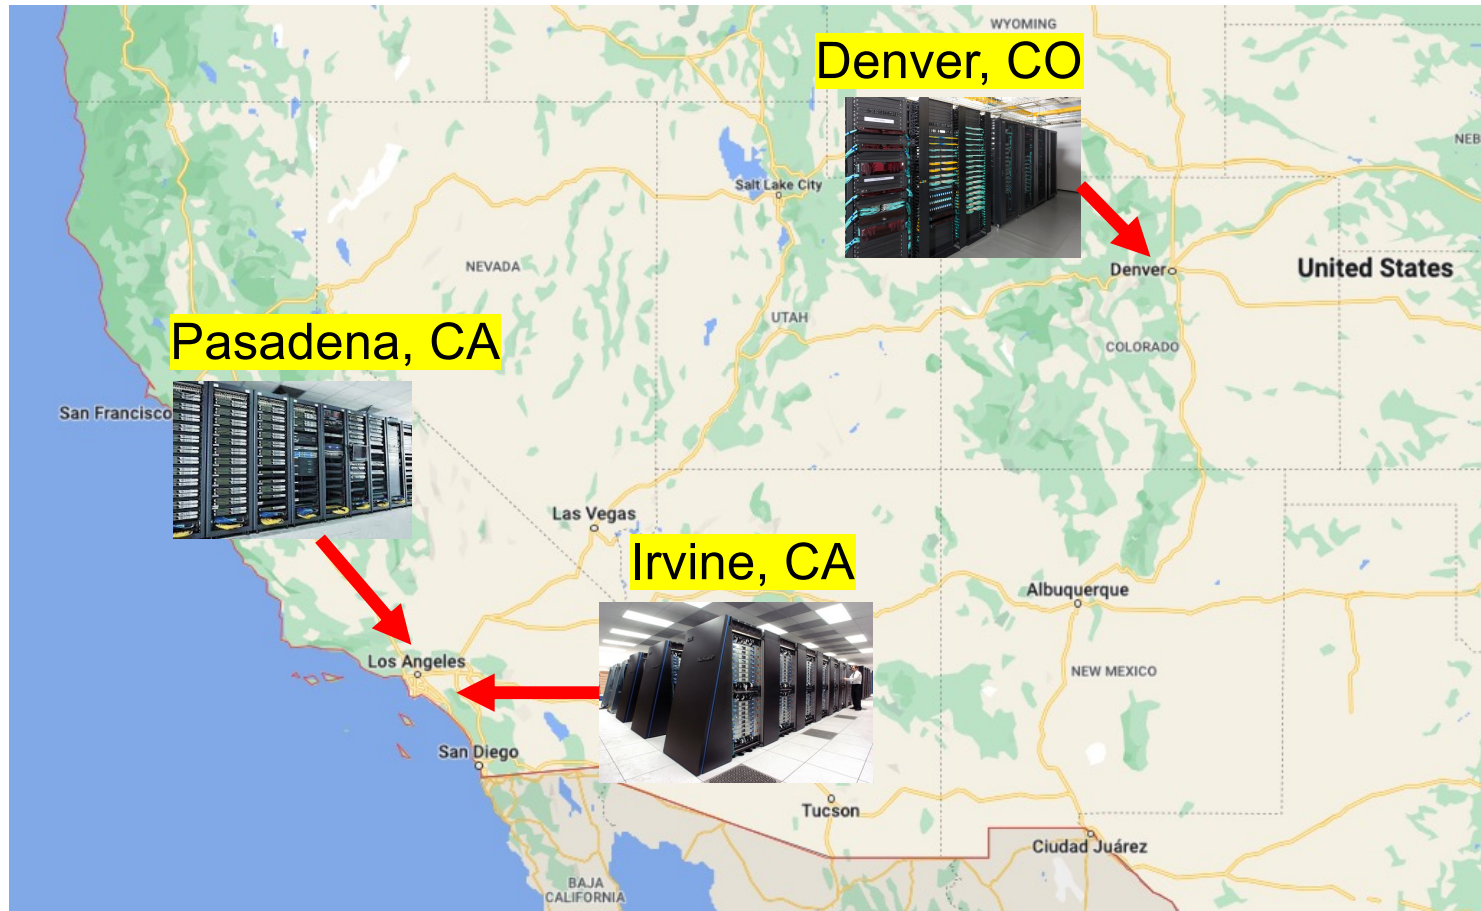 WYOMING
Denver, CO
NEB
Salt Lake City
NEVADA
Denver
United States
UTAH
Pasadena, CA
COLORADO
San Francisco
Las Vegas
Irvine, CA
Albuquerque
Los Angeles
NEW MEXICO
San Diego
Tucson
Ciudad Juárez
BAJA
CALIFORNIA